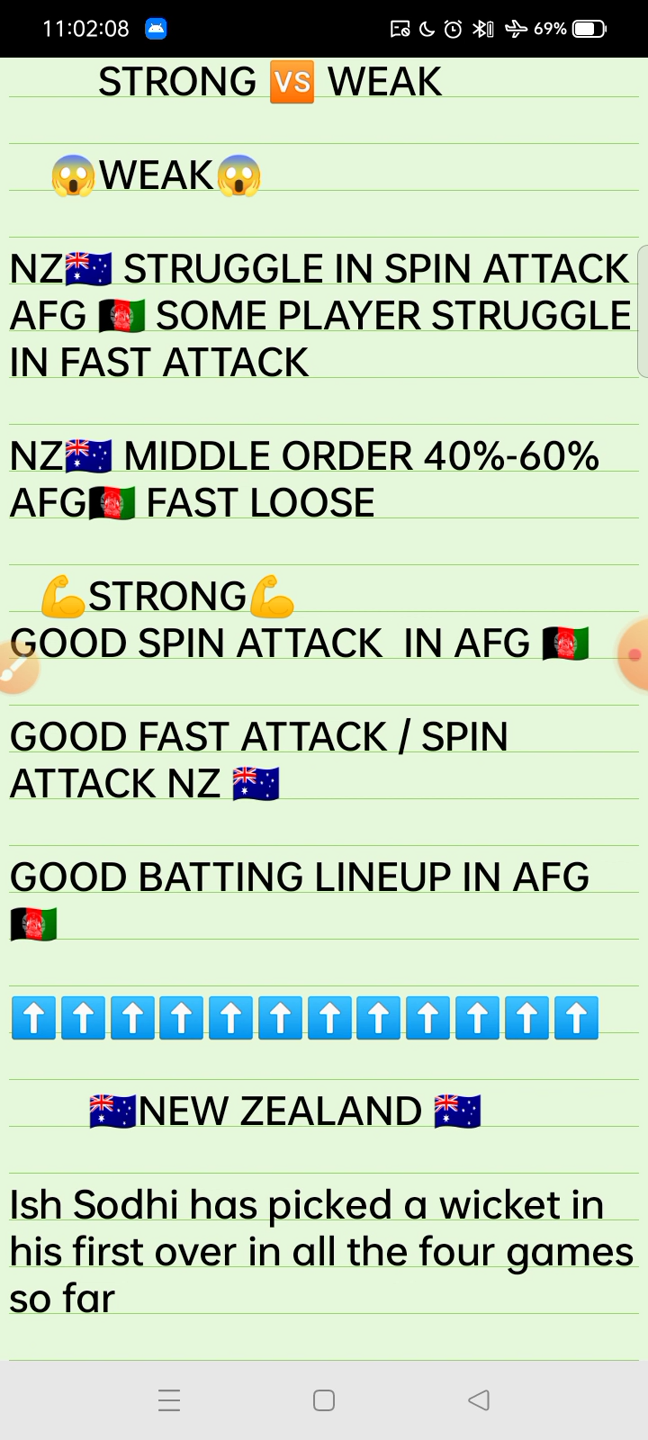 11:02:08 69%
STRONG 🆚 WEAK
😱WEAK😱
NZ🇦🇺 STRUGGLE IN SPIN ATTACK
AFG 🇦🇫 SOME PLAYER STRUGGLE
IN FAST ATTACK
NZ🇦🇺 MIDDLE ORDER 40%-60%
AFG🇦🇫 FAST LOOSE
💪STRONG💪
GOOD SPIN ATTACK  IN AFG 🇦🇫
GOOD FAST ATTACK / SPIN
ATTACK NZ 🇦🇺
GOOD BATTING LINEUP IN AFG
🇦🇫
⬆️⬆️⬆️⬆️⬆️⬆️⬆️⬆️⬆️⬆️⬆️⬆️
🇦🇺NEW ZEALAND 🇦🇺
Ish Sodhi has picked a wicket in
his first over in all the four games
so far